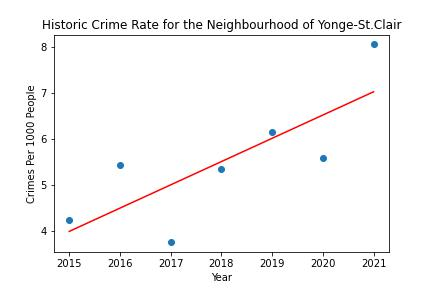 Historic Crime Rate for the Neighbourhood of Yonge-St.Clair
8
7
6
5
4
Crimes Per 1000 People
2015 2016 2017 2018 2019 2020 2021
Year